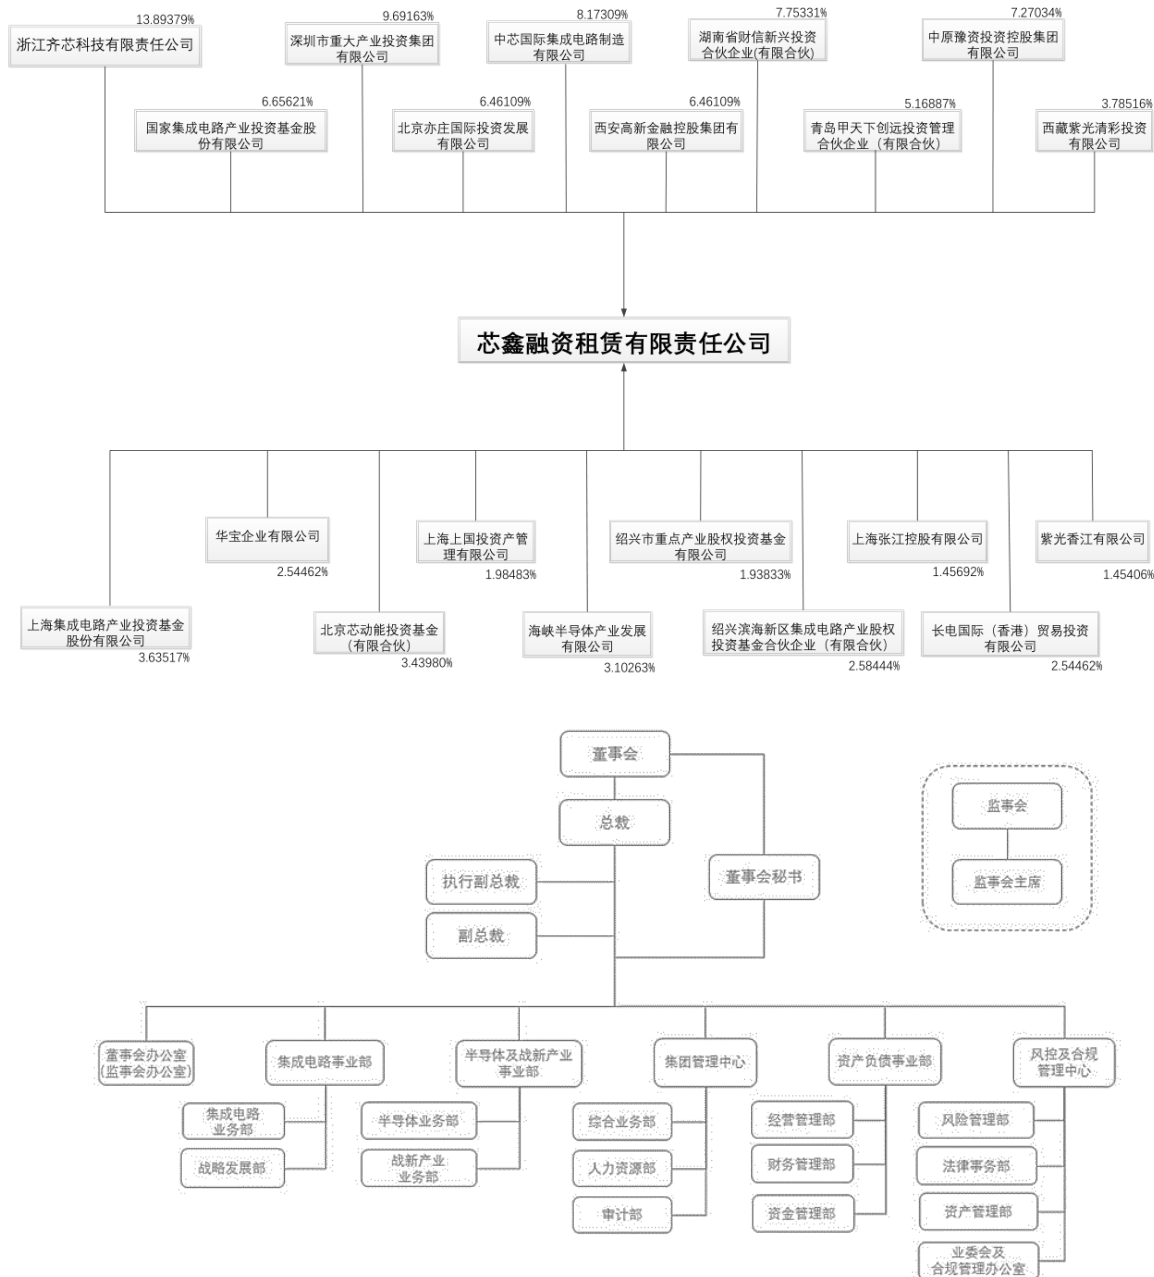 13.89379%
浙江齐芯科技有限责任公司
9.69163%
深圳市重大产业投资集团
有限公司
8.17309%
中芯国际集成电路制造
有限公司
7.75331%
湖南省财信新兴投资
合伙企业(有限合伙)
7.27034%
中原豫资投资控股集团
有限公司
6.65621%
国家集成电路产业投资基金股
份有限公司
6.46109%
北京亦庄国际投资发展
有限公司
6.46109%
西安高新金融控股集团有
限公司
5.16887%
青岛甲天下创远投资管理
合伙企业（有限合伙）
3.78516%
西藏紫光清彩投资
有限公司
芯鑫融资租赁有限责任公司
华宝企业有限公司
2.54462%
上海上国投资产管
理有限公司
1.98483%
绍兴市重点产业股权投资基金
有限公司
1.93833%
上海张江控股有限公司
1.45692%
紫光香江有限公司
1.45406%
上海集成电路产业投资基金
股份有限公司
3.63517%
北京芯动能投资基金
（有限合伙）
3.43980%
海峡半导体产业发展
有限公司
3.10263%
绍兴滨海新区集成电路产业股权
投资基金合伙企业（有限合伙）
2.58444%
长电国际（香港）贸易投资
有限公司
2.54462%
董事会
总裁
执行副总裁
副总裁
董事会秘书
监事会
监事会主席
董事会办公室
(监事会办公室)
集成电路事业部
半导体及战新产业
事业部
集团管理中心
资产负债事业部
风控及合规
管理中心
集成电路
业务部
战略发展部
半导体业务部
战新产业
业务部
综合业务部
人力资源部
审计部
经营管理部
财务管理部
资金管理部
风险管理部
法律事务部
资产管理部
业委会及
合规管理办公室